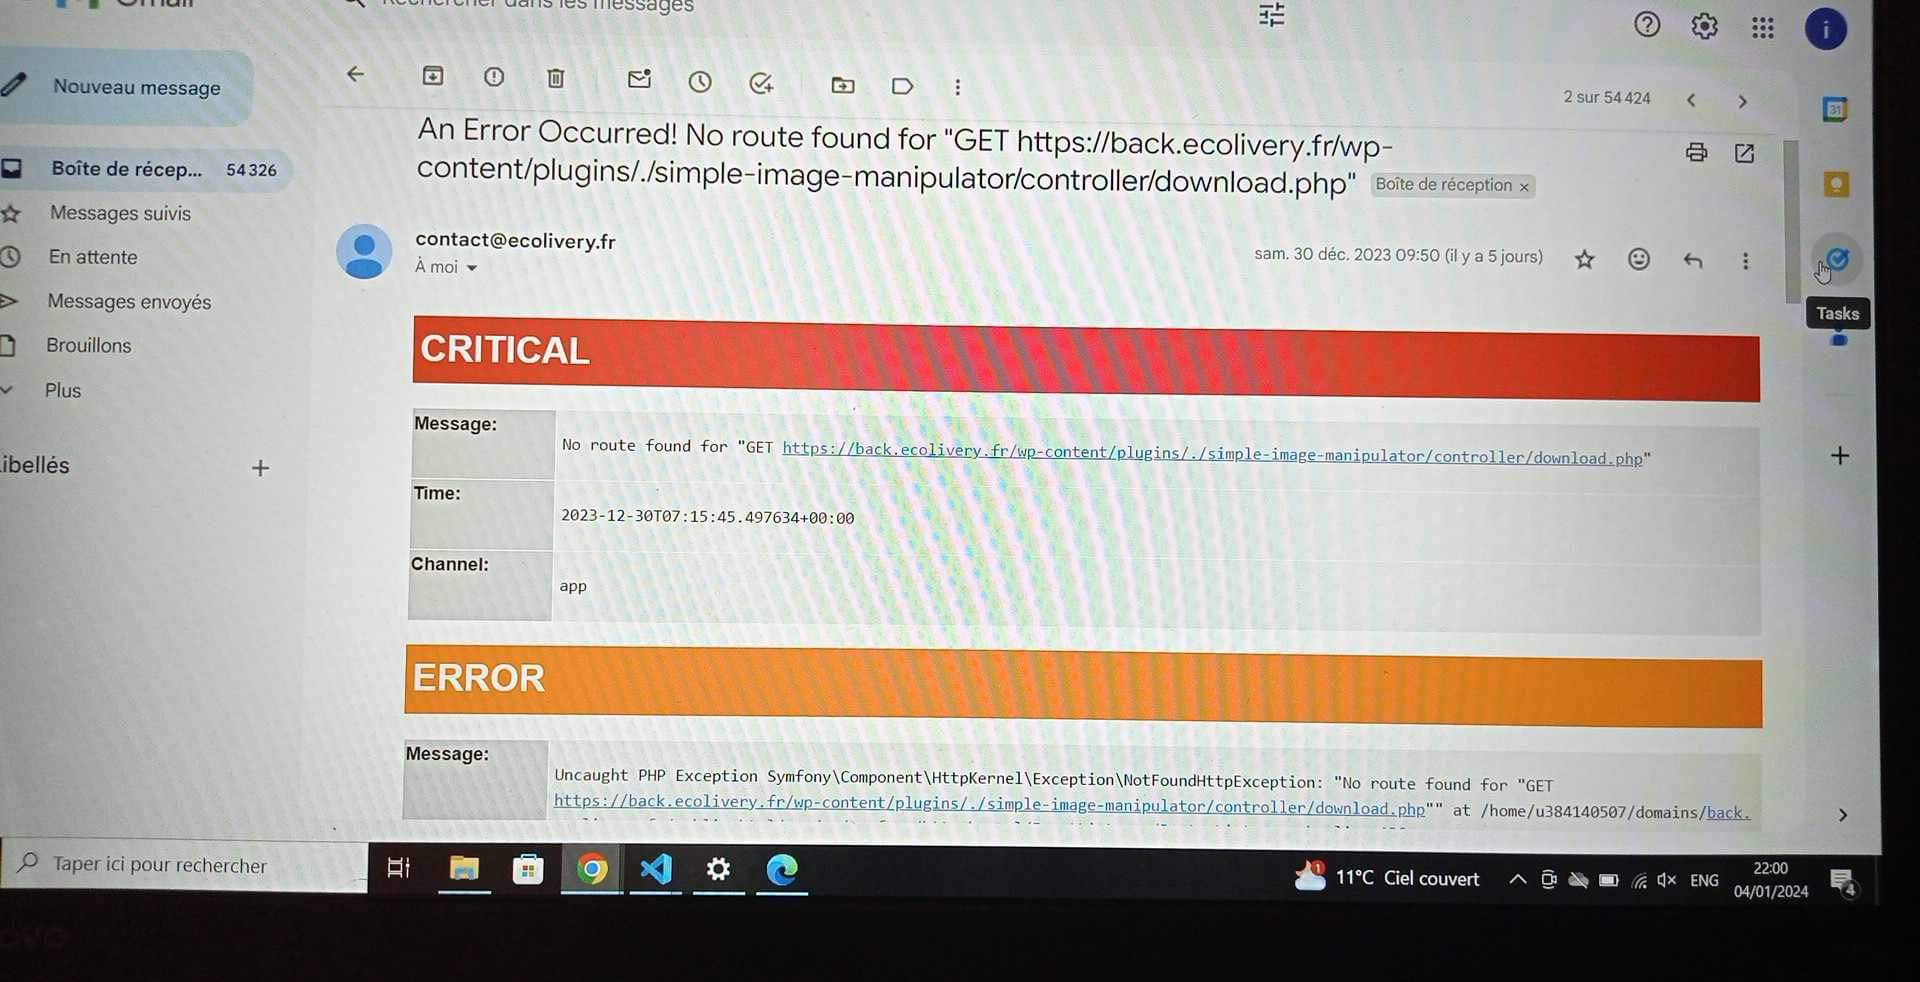 Gmail
Rechercher dans les messages
Nouveau message
2 sur 54 424
An Error Occurred! No route found for "GET https://back.ecolivery.fr/wp-
content/plugins/./simple-image-manipulator/controller/download.php" Boîte de réception ×
Boîte de récep... 54 326
Messages suivis
En attente
Messages envoyés
Brouillons
Plus
ibellés
contact@ecolivery.fr
À moi
sam. 30 déc. 2023 09:50 (il y a 5 jours)
31
i
Tasks
CRITICAL
Message:
No route found for "GET https://back.ecolivery.fr/wp-content/plugins/./simple-image-manipulator/controller/download.php"
Time:
2023-12-30T07:15:45.497634+00:00
Channel:
app
ERROR
Message:
Uncaught PHP Exception Symfony\Component\HttpKernel\Exception\NotFoundHttpException: "No route found for "GET
https://back.ecolivery.fr/wp-content/plugins/./simple-image-manipulator/controller/download.php"" at /home/u384140507/domains/back.
Taper ici pour rechercher
1
11°C Ciel couvert
ENG
22:00
04/01/2024
4